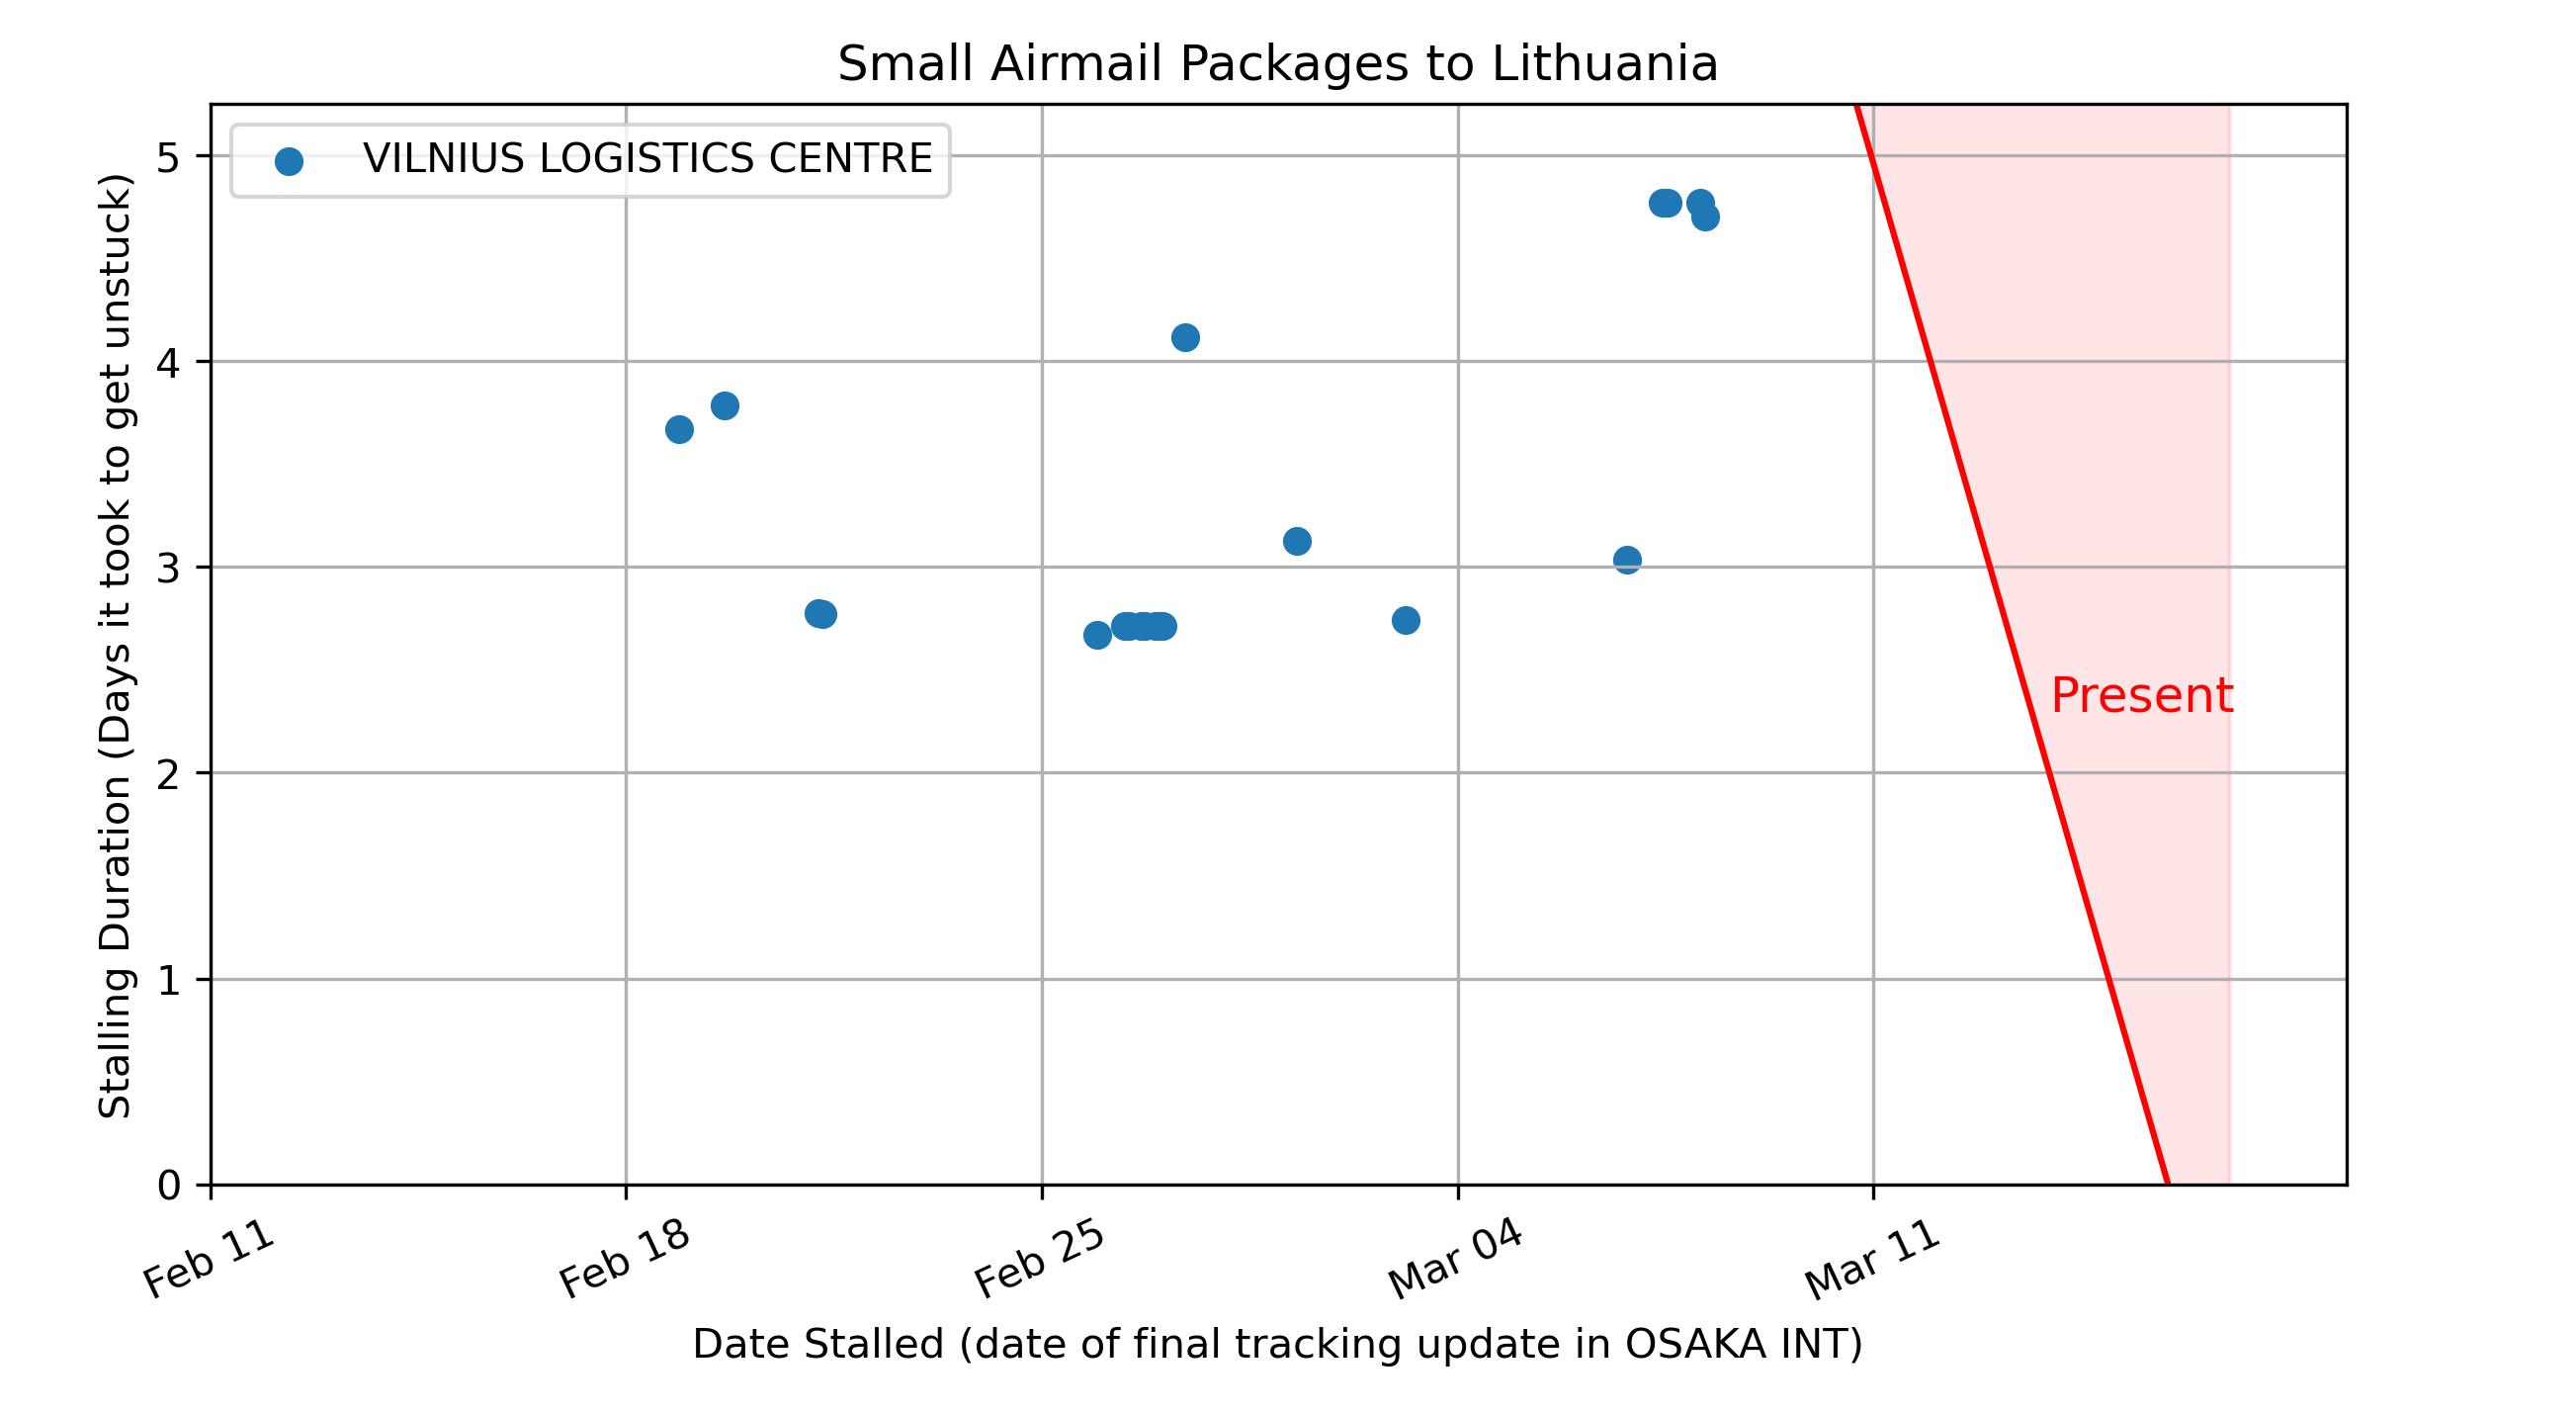 Small Airmail Packages to Lithuania
VILNIUS LOGISTICS CENTRE
Stalling Duration (Days it took to get unstuck)
5
4
3
2
1
0
Present
Feb 11
Feb 18
Feb 25
Mar 04
Mar 11
Date Stalled (date of final tracking update in OSAKA INT)